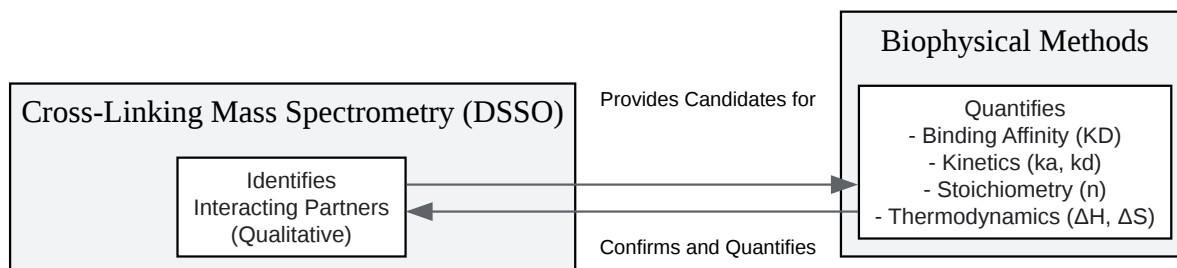 Cross-Linking Mass Spectrometry (DSSO)
Identifies
Interacting Partners
(Qualitative)
Provides Candidates for
Confirms and Quantifies
Biophysical Methods
Quantifies
- Binding Affinity (KD)
- Kinetics (ka, kd)
- Stoichiometry (n)
- Thermodynamics (ΔH, ΔS)